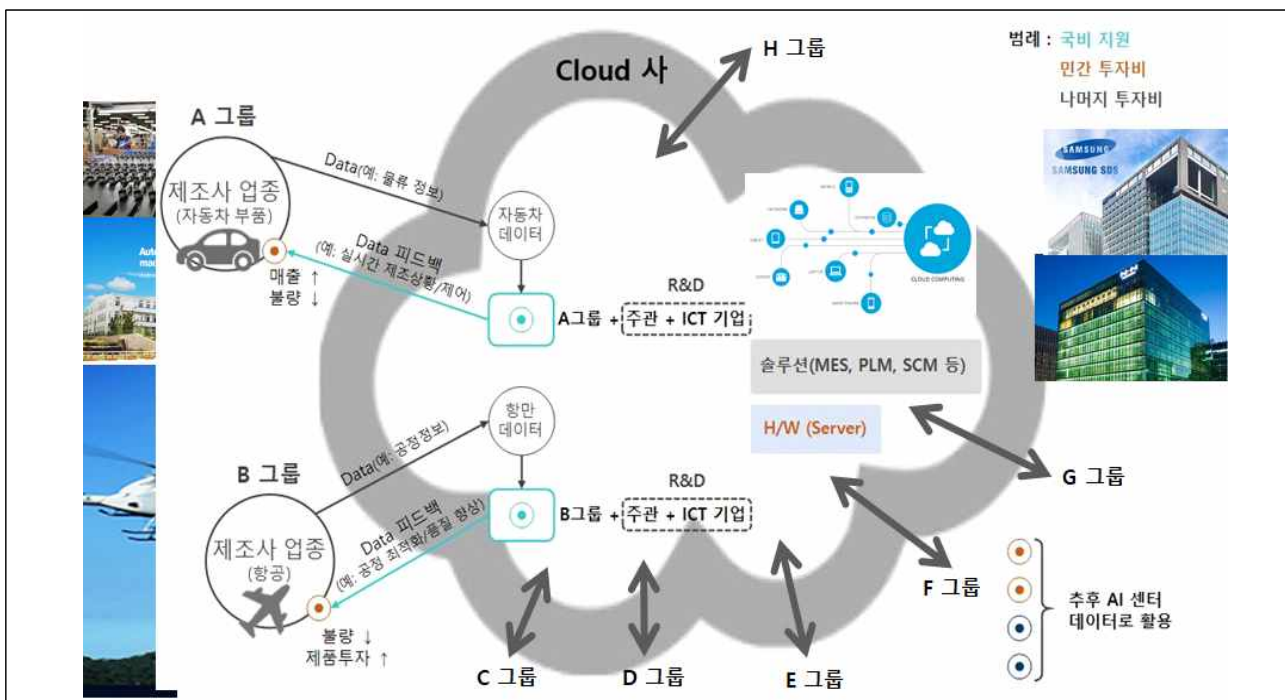 Cloud 사
H 그룹
범례 : 국비 지원
민간 투자비
나머지 투자비
A 그룹
제조사 업종
(자동차 부품)
매출 ↑
불량 ↓
Data(예: 물류 정보)
Data 피드백
(예: 실시간 제조상황/제어)
자동차
데이터
R&D
A그룹 + 주관 + ICT 기업
CLOUD COMPUTING
SAMSUNG
SAMSUNG SDS
솔루션(MES, PLM, SCM 등)
H/W (Server)
B 그룹
제조사 업종
(항공)
불량 ↓
제품투자 ↑
Data(예: 공정정보)
Data 피드백
(예: 공정 최적화/품질 향상)
항만
데이터
R&D
B그룹 + 주관 + ICT 기업
G 그룹
F 그룹
E 그룹
D 그룹
C 그룹
추후 AI 센터
데이터로 활용